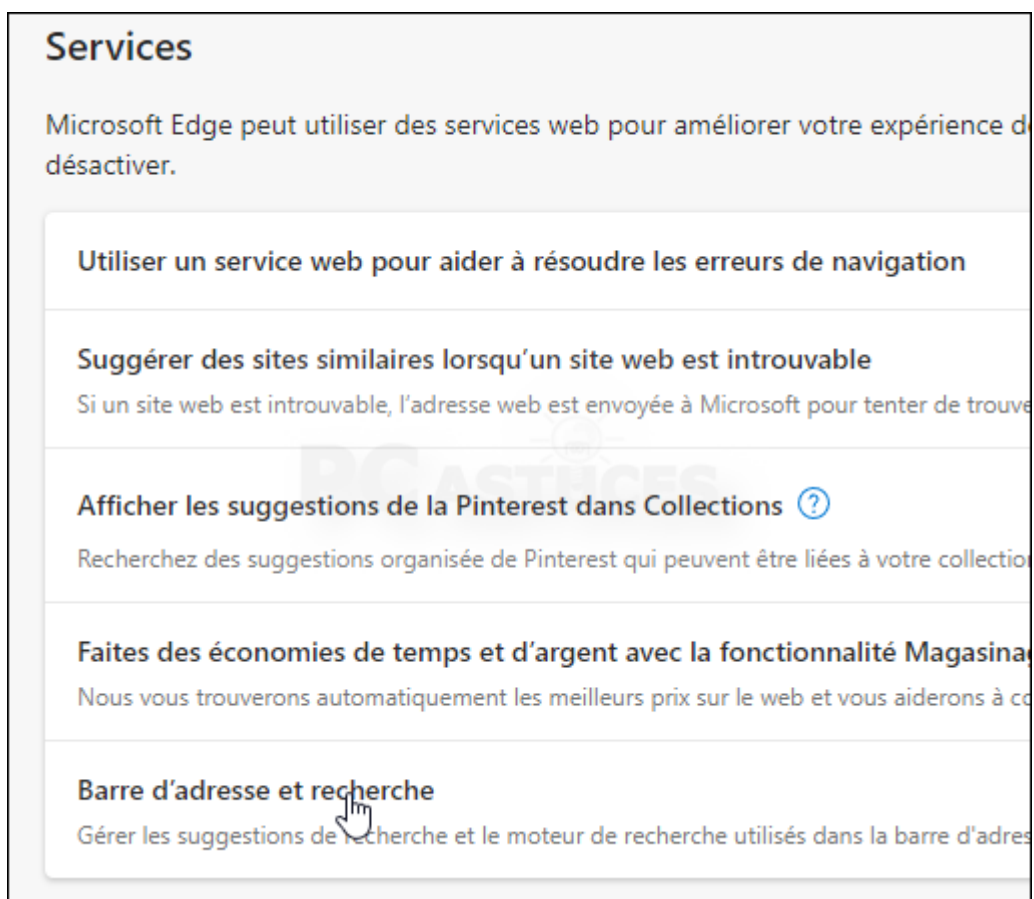 Services
Microsoft Edge peut utiliser des services web pour améliorer votre expérience
désactiver.
Utiliser un service web pour aider à résoudre les erreurs de navigation
Suggérer des sites similaires lorsqu’un site web est introuvable
Si un site web est introuvable, l’adresse web est envoyée à Microsoft pour tenter de
PC ASTUCES
Afficher les suggestions de la Pinterest dans Collections ?
Recherchez des suggestions organisée de Pinterest qui peuvent être liées à votre
Faites des économies de temps et d’argent avec la fonctionnalité
Nous vous trouverons automatiquement les meilleurs prix sur le web et vous aiderons à
Barre d’adresse et recherche
Gérer les suggestions de recherche et le moteur de recherche utilisés dans la barre